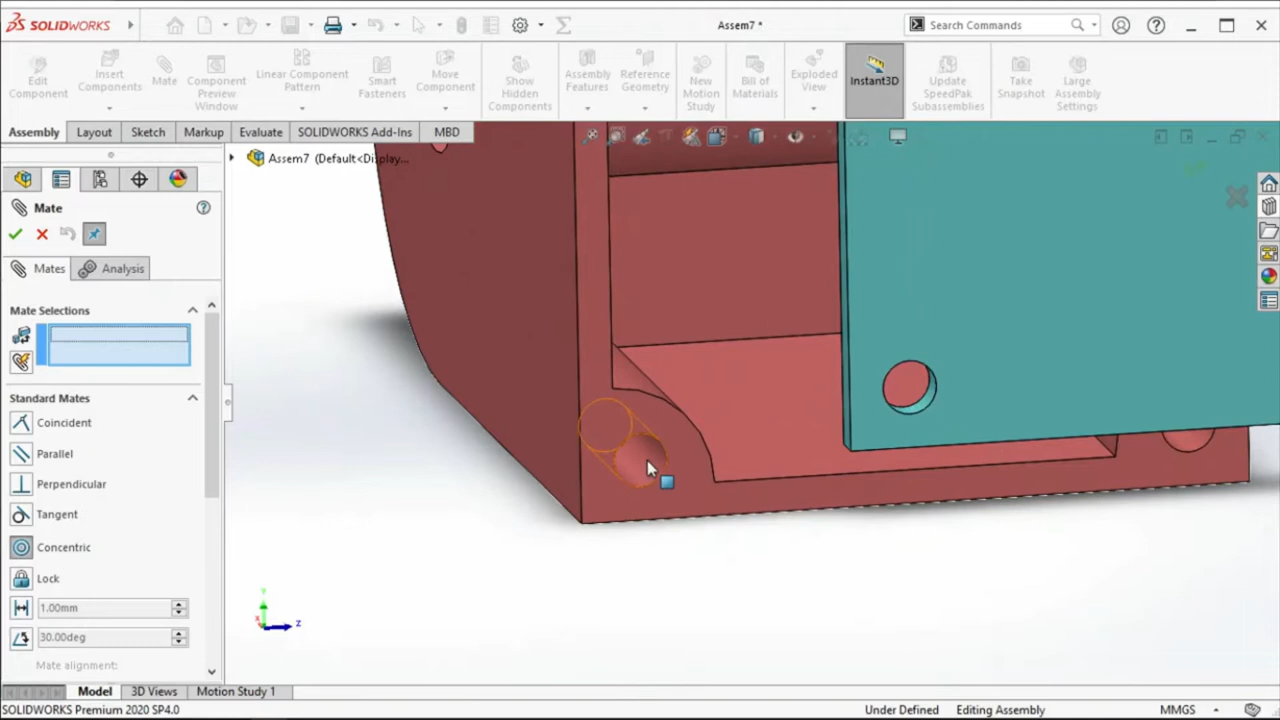 SOLIDWORKS
Assem7 *
Search Commands
Edit Component
Insert Components
Mate
Component Preview Window
Linear Component Pattern
Smart Fasteners
Move Component
Show Hidden Components
Assembly Features
Reference Geometry
New Motion Study
Bill of Materials
Exploded View
Instant3D
Update SpeedPak Subassemblies
Take Snapshot
Large Assembly Settings
Assembly
Layout
Sketch
Markup
Evaluate
SOLIDWORKS Add-Ins
MBD
Assem7 (Default<Display...
Mate
Mates
Analysis
Mate Selections
Standard Mates
Coincident
Parallel
Perpendicular
Tangent
Concentric
Lock
1.00mm
30.00deg
Mate alignment:
z
Model
3D Views
Motion Study 1
SOLIDWORKS Premium 2020 SP4.0
Under Defined
Editing Assembly
MMGS